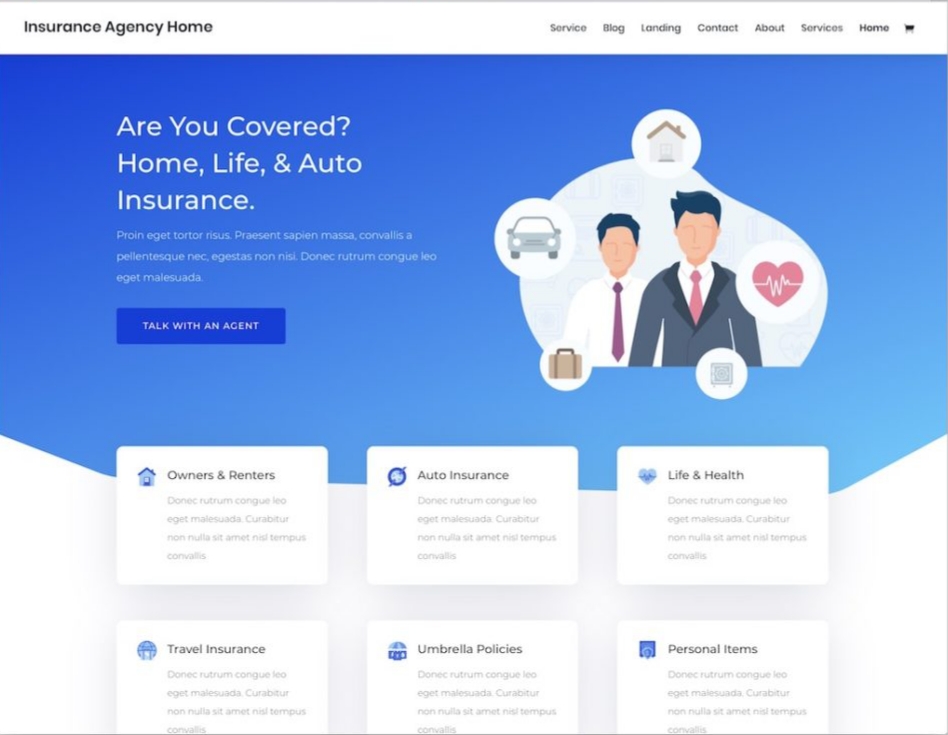 Insurance Agency Home
Service Blog Landing Contact About Services Home
Are You Covered?
Home, Life, & Auto
Insurance.
Proin eget tortor risus. Praesent sapien massa, convallis a
pellentesque nec, egestas non nisi. Donec rutrum congue leo
eget malesuada.
TALK WITH AN AGENT
Owners & Renters
Donec rutrum congue leo
eget malesuada. Curabitur
non nulla sit amet nisl tempus
convallis
Auto Insurance
Donec rutrum congue leo
eget malesuada. Curabitur
non nulla sit amet nisl tempus
convallis
Life & Health
Donec rutrum congue leo
eget malesuada. Curabitur
non nulla sit amet nisl tempus
convallis
Travel Insurance
Donec rutrum congue leo
eget malesuada. Curabitur
non nulla sit amet nisl tempus
convallis
Umbrella Policies
Donec rutrum congue leo
eget malesuada. Curabitur
non nulla sit amet nisl tempus
convallis
Personal Items
Donec rutrum congue leo
eget malesuada. Curabitur
non nulla sit amet nisl tempus
convallis